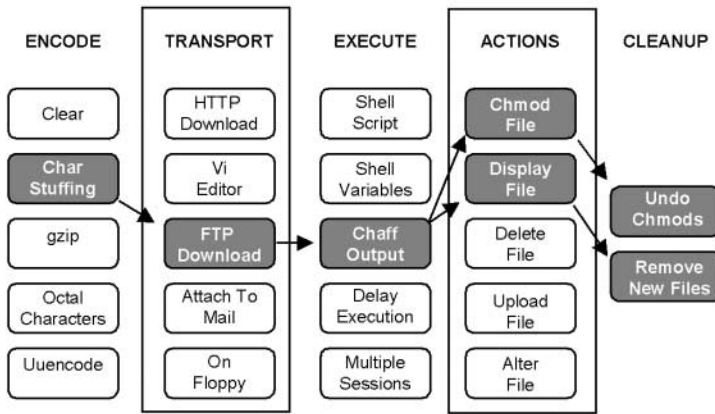 ENCODE
Clear
Char
Stuffing
gzip
Octal
Characters
Uuencode
TRANSPORT
HTTP
Download
Vi
Editor
FTP
Download
Attach To
Mail
On
Floppy
EXECUTE
Shell
Script
Shell
Variables
Chaff
Output
Delay
Execution
Multiple
Sessions
ACTIONS
Chmod
File
Display
File
Delete
File
Upload
File
Alter
File
CLEANUP
Undo
Chmods
Remove
New Files